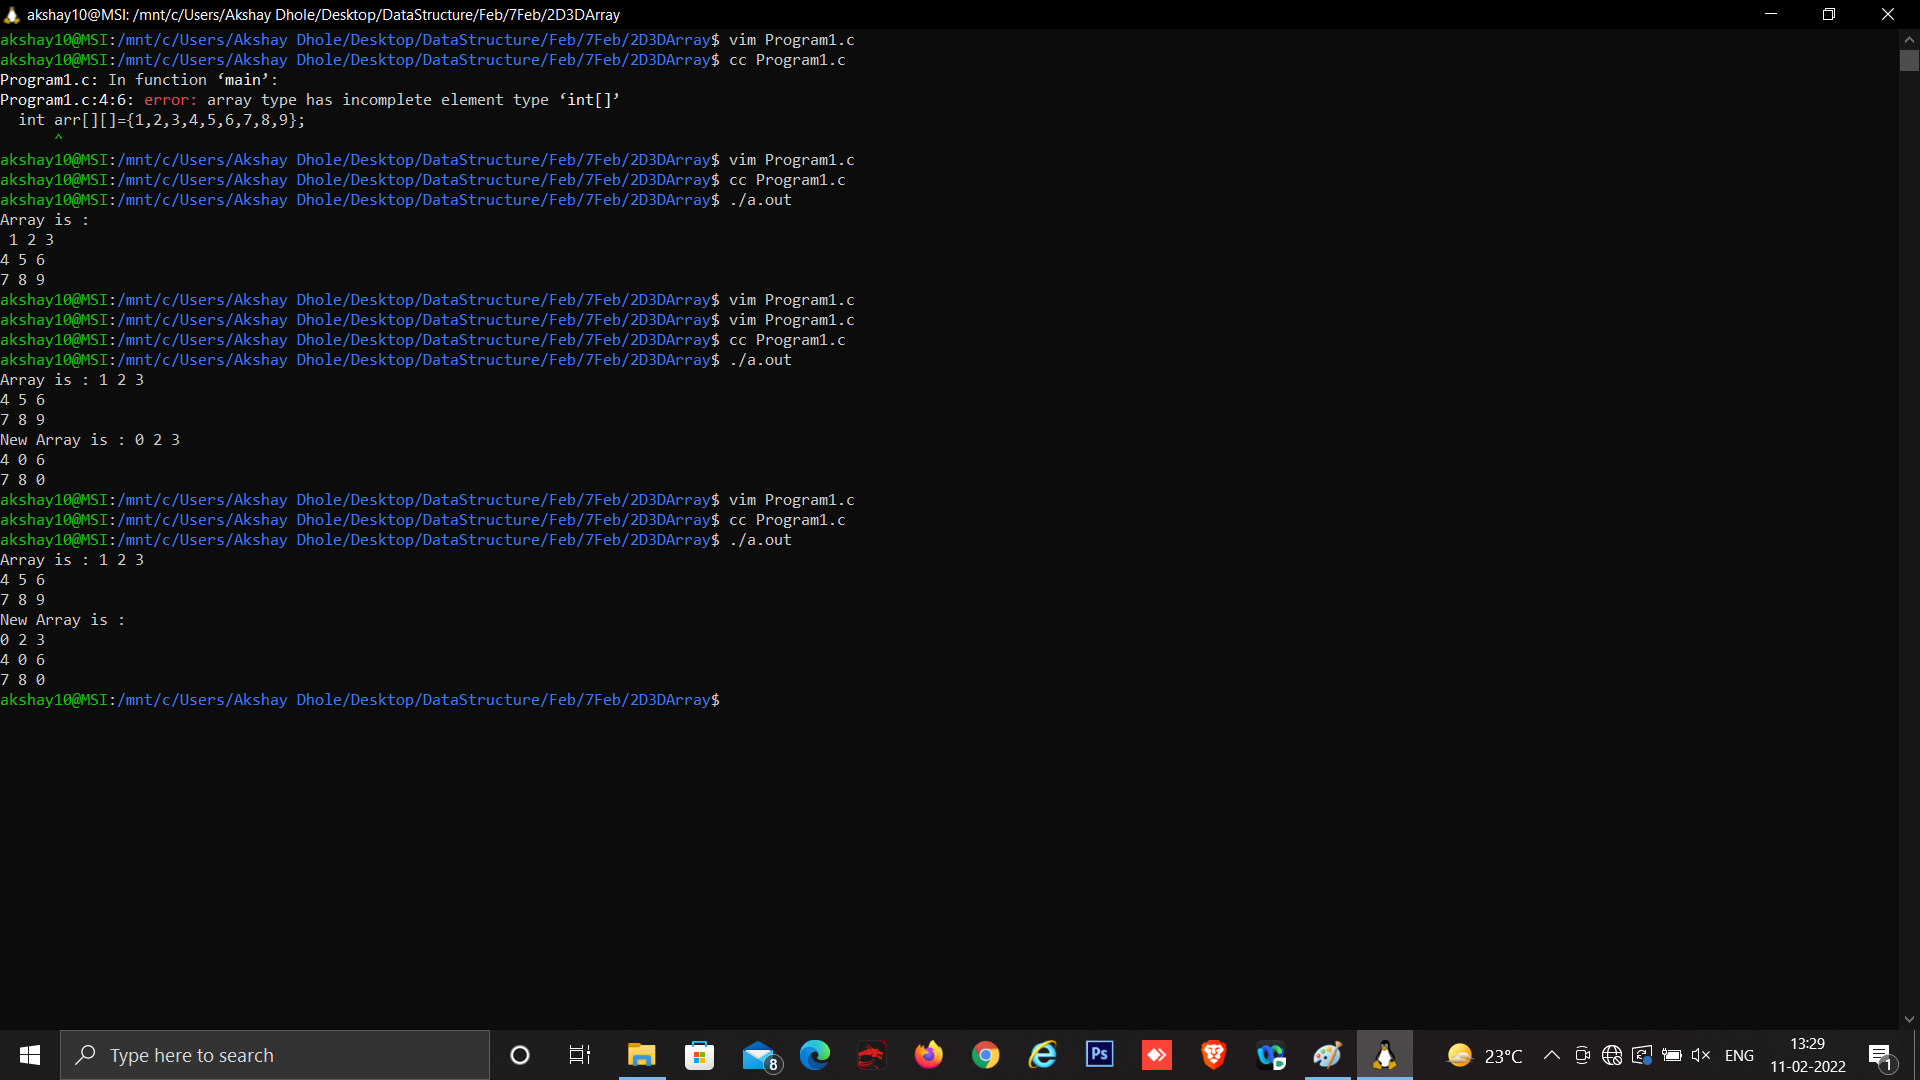 akshay10@MSI: /mnt/c/Users/Akshay Dhole/Desktop/DataStructure/Feb/7Feb/2D3DArray
akshay10@MSI:/mnt/c/Users/Akshay Dhole/Desktop/DataStructure/Feb/7Feb/2D3DArray$ vim Program1.c
akshay10@MSI:/mnt/c/Users/Akshay Dhole/Desktop/DataStructure/Feb/7Feb/2D3DArray$ cc Program1.c
Program1.c: In function ‘main’:
Program1.c:4:6: error: array type has incomplete element type ‘int[]’
  int arr[][]={1,2,3,4,5,6,7,8,9};
      ^
akshay10@MSI:/mnt/c/Users/Akshay Dhole/Desktop/DataStructure/Feb/7Feb/2D3DArray$ vim Program1.c
akshay10@MSI:/mnt/c/Users/Akshay Dhole/Desktop/DataStructure/Feb/7Feb/2D3DArray$ cc Program1.c
akshay10@MSI:/mnt/c/Users/Akshay Dhole/Desktop/DataStructure/Feb/7Feb/2D3DArray$ ./a.out
Array is :
 1 2 3
4 5 6
7 8 9
akshay10@MSI:/mnt/c/Users/Akshay Dhole/Desktop/DataStructure/Feb/7Feb/2D3DArray$ vim Program1.c
akshay10@MSI:/mnt/c/Users/Akshay Dhole/Desktop/DataStructure/Feb/7Feb/2D3DArray$ vim Program1.c
akshay10@MSI:/mnt/c/Users/Akshay Dhole/Desktop/DataStructure/Feb/7Feb/2D3DArray$ cc Program1.c
akshay10@MSI:/mnt/c/Users/Akshay Dhole/Desktop/DataStructure/Feb/7Feb/2D3DArray$ ./a.out
Array is : 1 2 3
4 5 6
7 8 9
New Array is : 0 2 3
4 0 6
7 8 0
akshay10@MSI:/mnt/c/Users/Akshay Dhole/Desktop/DataStructure/Feb/7Feb/2D3DArray$ vim Program1.c
akshay10@MSI:/mnt/c/Users/Akshay Dhole/Desktop/DataStructure/Feb/7Feb/2D3DArray$ cc Program1.c
akshay10@MSI:/mnt/c/Users/Akshay Dhole/Desktop/DataStructure/Feb/7Feb/2D3DArray$ ./a.out
Array is : 1 2 3
4 5 6
7 8 9
New Array is :
0 2 3
4 0 6
7 8 0
akshay10@MSI:/mnt/c/Users/Akshay Dhole/Desktop/DataStructure/Feb/7Feb/2D3DArray$
Type here to search
8
Ps
23°C
ENG
13:29
11-02-2022
1